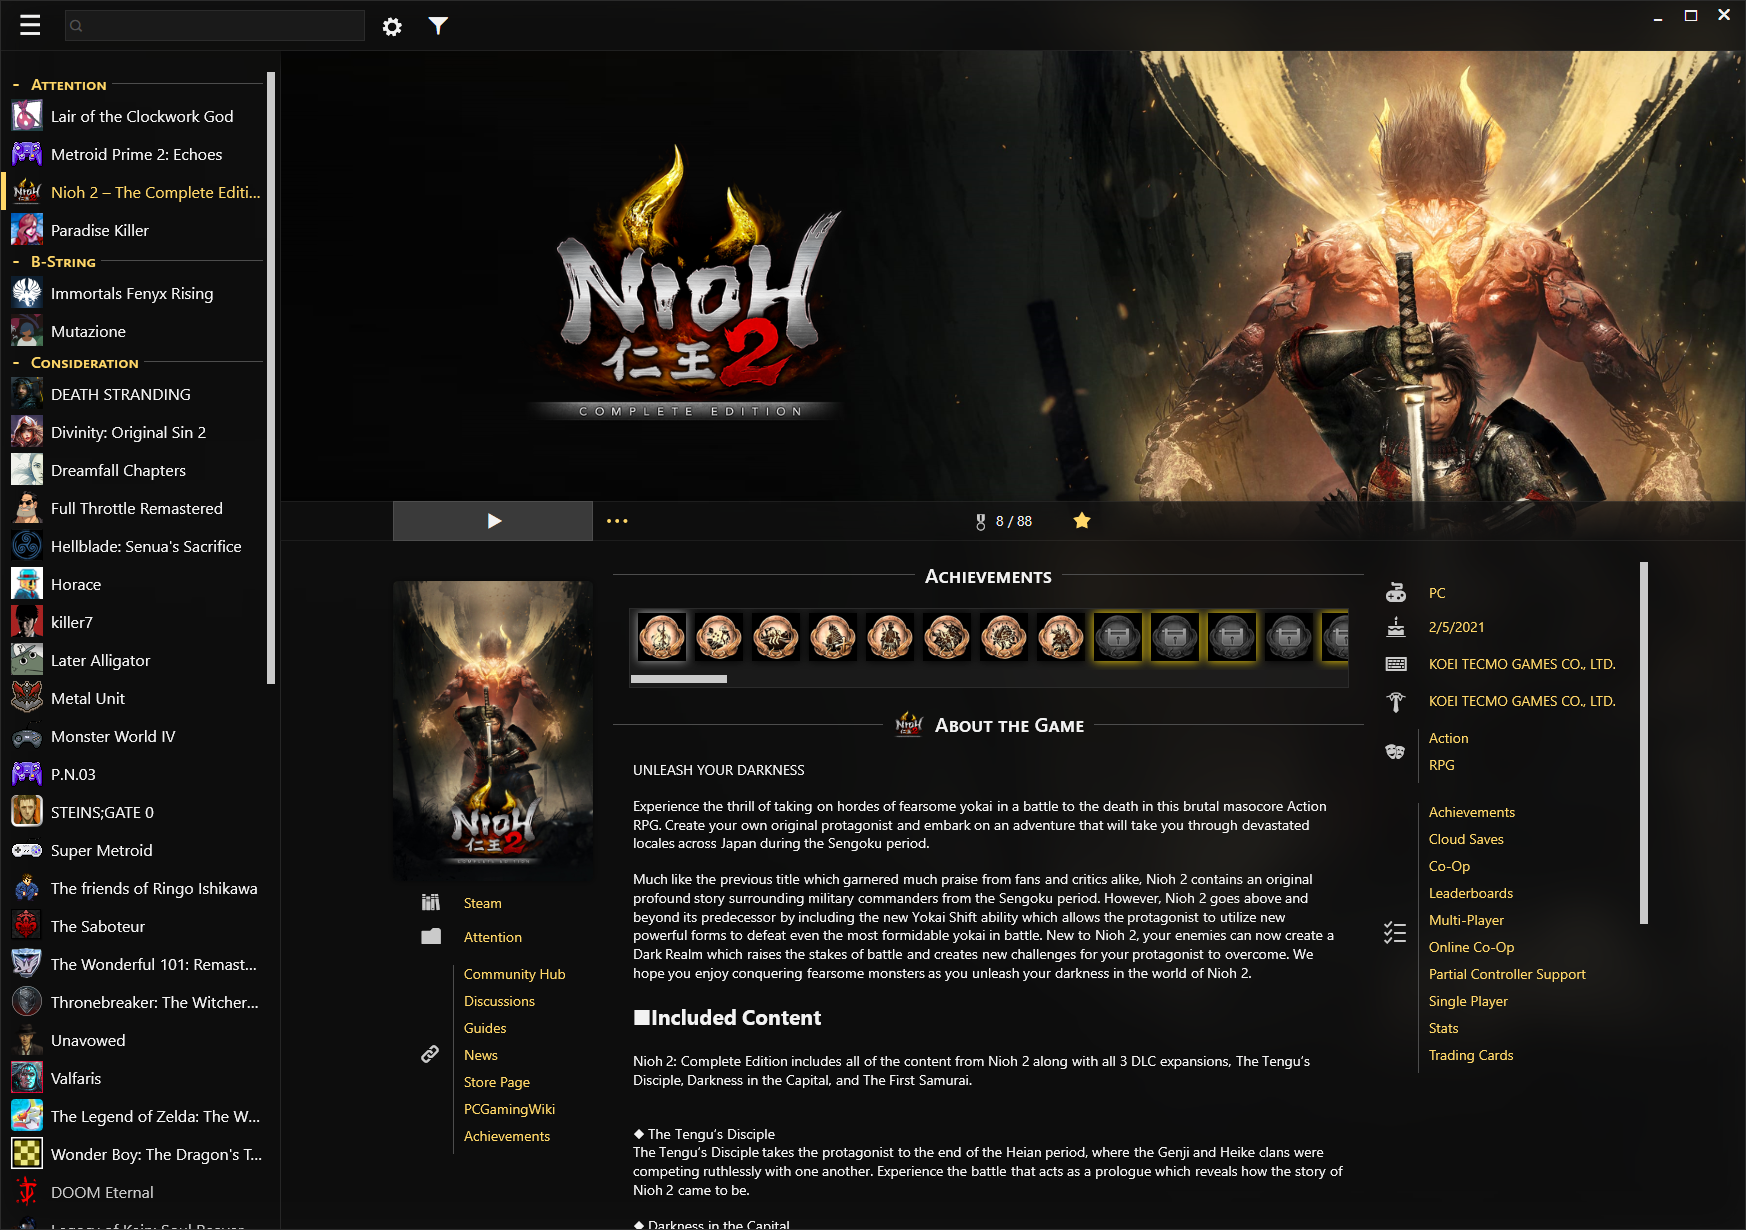 - Attention
Lair of the Clockwork God
Metroid Prime 2: Echoes
Nioh 2 – The Complete Editi...
Paradise Killer
- B-String
Immortals Fenyx Rising
Mutazione
- Consideration
DEATH STRANDING
Divinity: Original Sin 2
Dreamfall Chapters
Full Throttle Remastered
Hellblade: Senua's Sacrifice
Horace
killer7
Later Alligator
Metal Unit
Monster World IV
P.N.03
STEINS;GATE 0
Super Metroid
The friends of Ringo Ishikawa
The Saboteur
The Wonderful 101: Remast...
Thronebreaker: The Witcher...
Unavowed
Valfaris
The Legend of Zelda: The W...
Wonder Boy: The Dragon's T...
DOOM Eternal
NIOH
仁王2
COMPLETE EDITION
8 / 88
NIOH
仁王2
COMPLETE EDITION
Steam
Attention
Community Hub
Discussions
Guides
News
Store Page
PCGamingWiki
Achievements
Achievements
About the Game
UNLEASH YOUR DARKNESS
Experience the thrill of taking on hordes of fearsome yokai in a battle to the death in this brutal masocore Action
RPG. Create your own original protagonist and embark on an adventure that will take you through devastated
locales across Japan during the Sengoku period.
Much like the previous title which garnered much praise from fans and critics alike, Nioh 2 contains an original
profound story surrounding military commanders from the Sengoku period. However, Nioh 2 goes above and
beyond its predecessor by including the new Yokai Shift ability which allows the protagonist to utilize new
powerful forms to defeat even the most formidable yokai in battle. New to Nioh 2, your enemies can now create a
Dark Realm which raises the stakes of battle and creates new challenges for your protagonist to overcome. We
hope you enjoy conquering fearsome monsters as you unleash your darkness in the world of Nioh 2.
■Included Content
Nioh 2: Complete Edition includes all of the content from Nioh 2 along with all 3 DLC expansions, The Tengu’s
Disciple, Darkness in the Capital, and The First Samurai.
◆ The Tengu’s Disciple
The Tengu’s Disciple takes the protagonist to the end of the Heian period, where the Genji and Heike clans were
competing ruthlessly with one another. Experience the battle that acts as a prologue which reveals how the story of
Nioh 2 came to be.
◆ Darkness in the Capital
PC
2/5/2021
KOEI TECMO GAMES CO., LTD.
KOEI TECMO GAMES CO., LTD.
Action
RPG
Achievements
Cloud Saves
Co-Op
Leaderboards
Multi-Player
Online Co-Op
Partial Controller Support
Single Player
Stats
Trading Cards